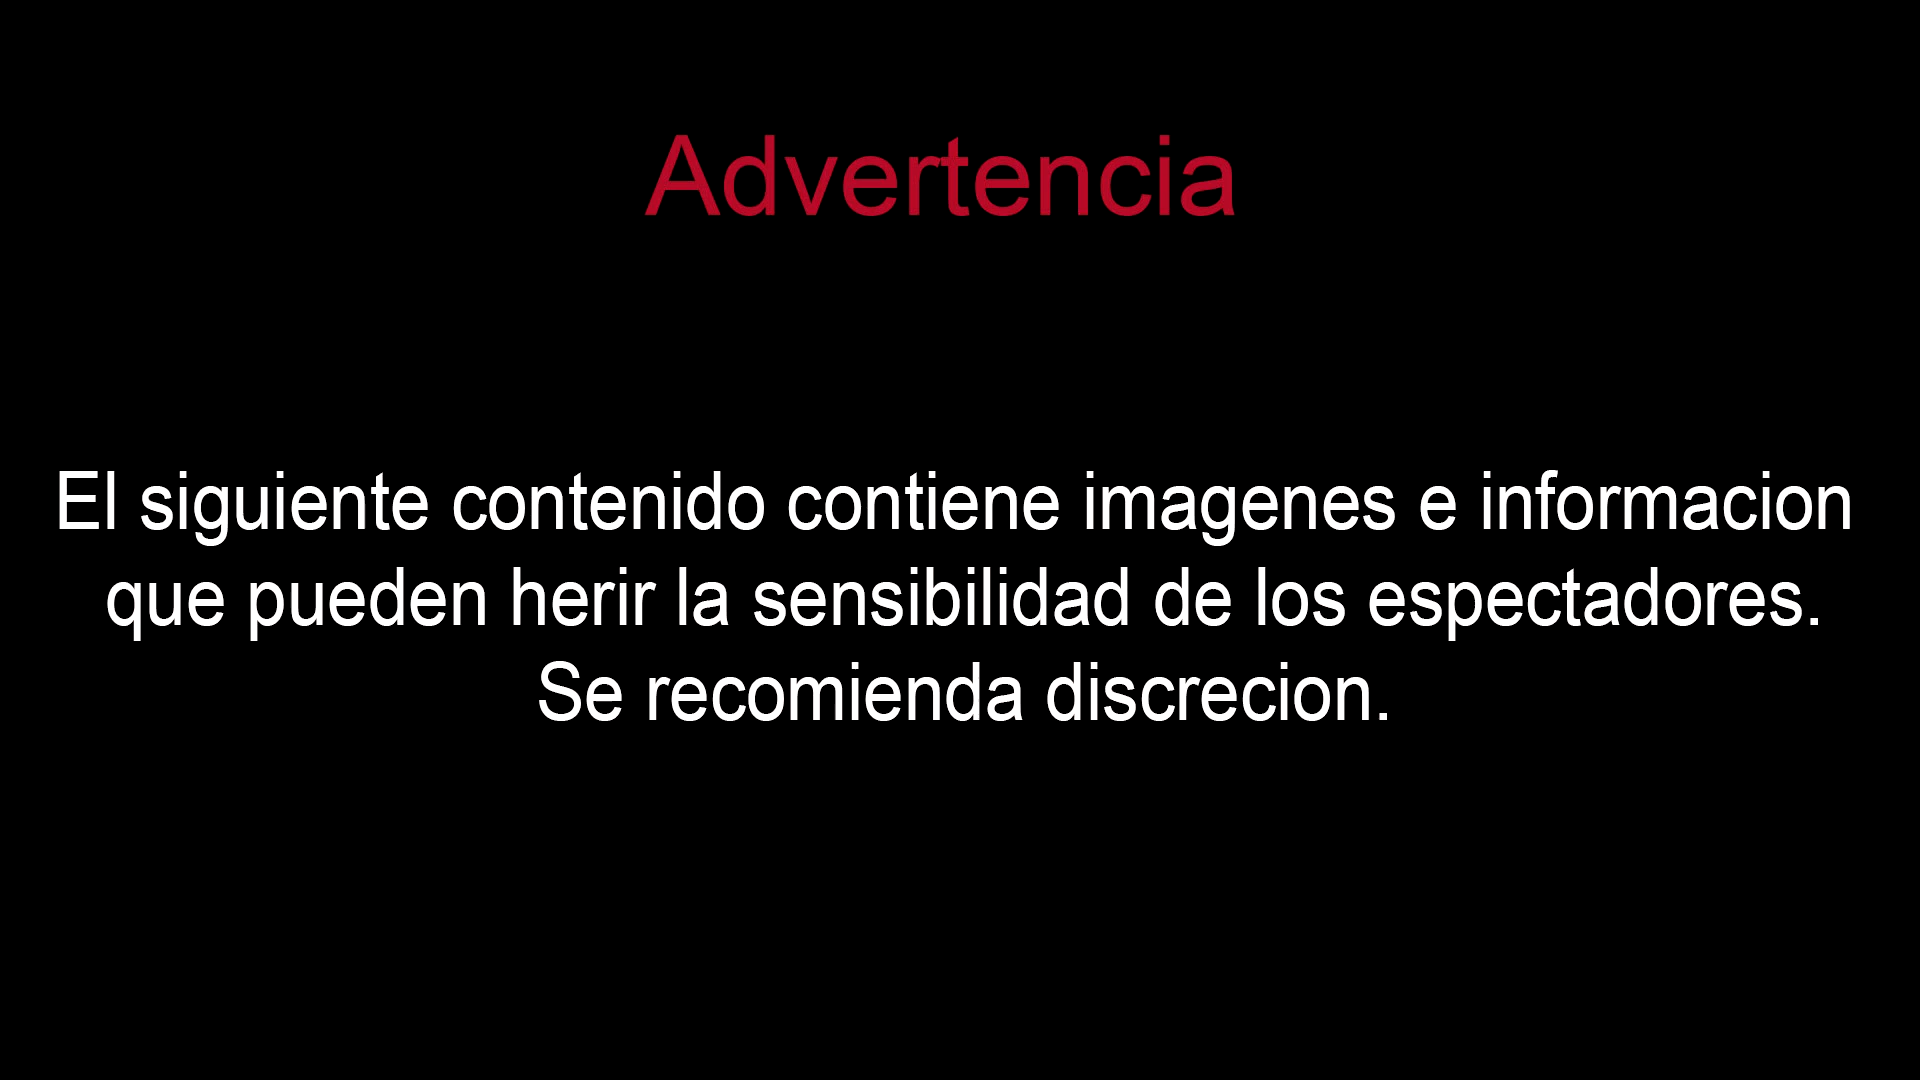 Advertencia
El siguiente contenido contiene imagenes e informacion
que pueden herir la sensibilidad de los espectadores.
Se recomienda discrecion.